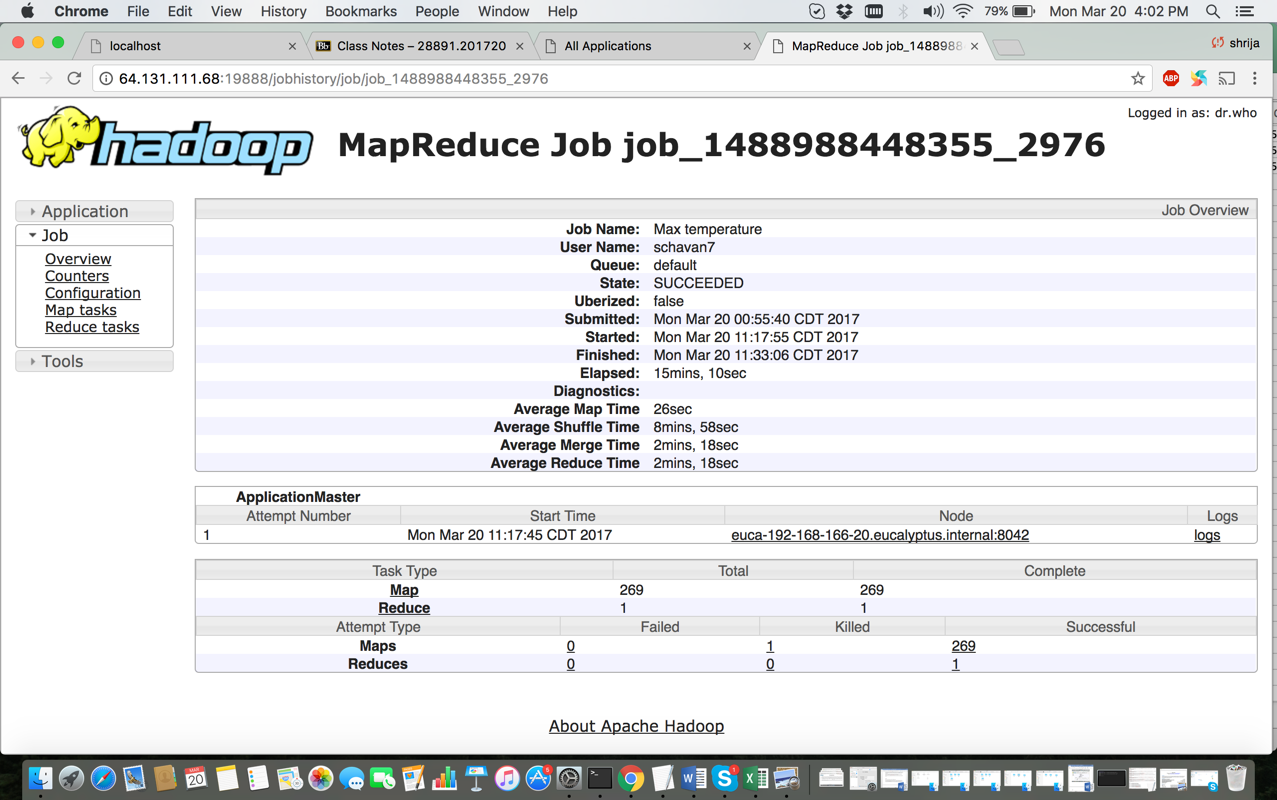 Chrome File Edit View History Bookmarks People Window Help 79% Mon Mar 20 4:02 PM
localhost Bb Class Notes – 28891.201720 All Applications MapReduce Job job_1488988 shrija
64.131.111.68:19888/jobhistory/job/job_1488988448355_2976 ABP
Logged in as: dr.who
hadoop MapReduce Job job_1488988448355_2976
Application
Job
Overview
Counters
Configuration
Map tasks
Reduce tasks
Tools
Job Overview
Job Name: Max temperature
User Name: schavan7
Queue: default
State: SUCCEEDED
Uberized: false
Submitted: Mon Mar 20 00:55:40 CDT 2017
Started: Mon Mar 20 11:17:55 CDT 2017
Finished: Mon Mar 20 11:33:06 CDT 2017
Elapsed: 15mins, 10sec
Diagnostics:
Average Map Time 26sec
Average Shuffle Time 8mins, 58sec
Average Merge Time 2mins, 18sec
Average Reduce Time 2mins, 18sec
ApplicationMaster
Attempt Number Start Time Node Logs
1 Mon Mar 20 11:17:45 CDT 2017 euca-192-168-166-20.eucalyptus.internal:8042 logs
Task Type Total Complete
Map 269 269
Reduce 1 1
Attempt Type Failed Killed Successful
Maps 0 1 269
Reduces 0 0 1
About Apache Hadoop